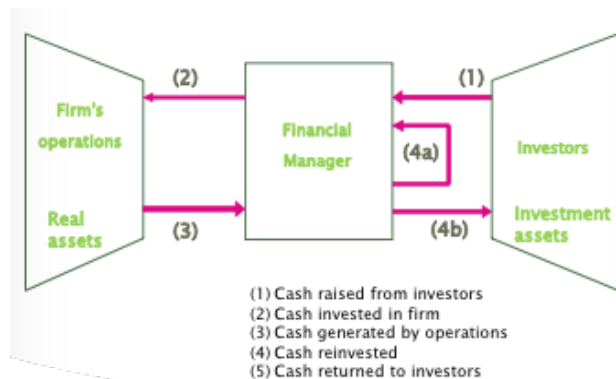 (2)
(1)
Firm's
operations
Financial
Manager
(4a)
Investors
Real
assets
(3)
(4b)
Investment
assets
(1) Cash raised from investors
(2) Cash invested in firm
(3) Cash generated by operations
(4) Cash reinvested
(5) Cash returned to investors